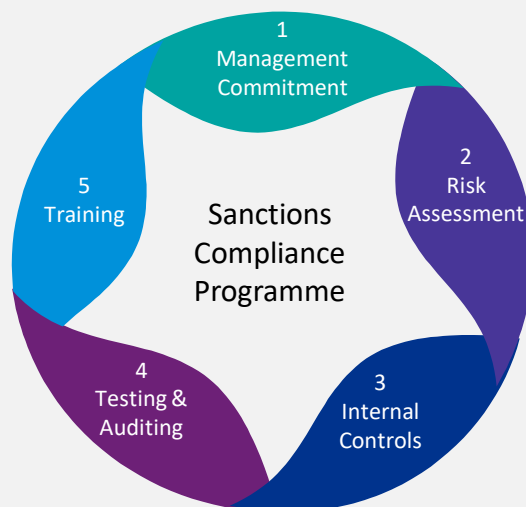 1
Management
Commitment
2
Risk
Assessment
3
Internal
Controls
4
Testing &
Auditing
5
Training
Sanctions
Compliance
Programme